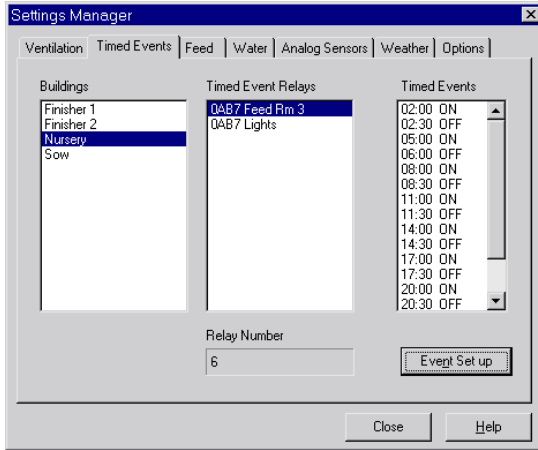 Settings Manager
Ventilation Timed Events Feed Water Analog Sensors Weather Options
Buildings
Finisher 1
Finisher 2
Nursery
Sow
Timed Event Relays
0AB7 Feed Rm 3
0AB7 Lights
Timed Events
02:00 ON
02:30 OFF
05:00 ON
06:00 OFF
08:00 ON
08:30 OFF
11:00 ON
11:30 OFF
14:00 ON
14:30 OFF
17:00 ON
17:30 OFF
20:00 ON
20:30 OFF
Relay Number
6
Event Set up
Close
Help